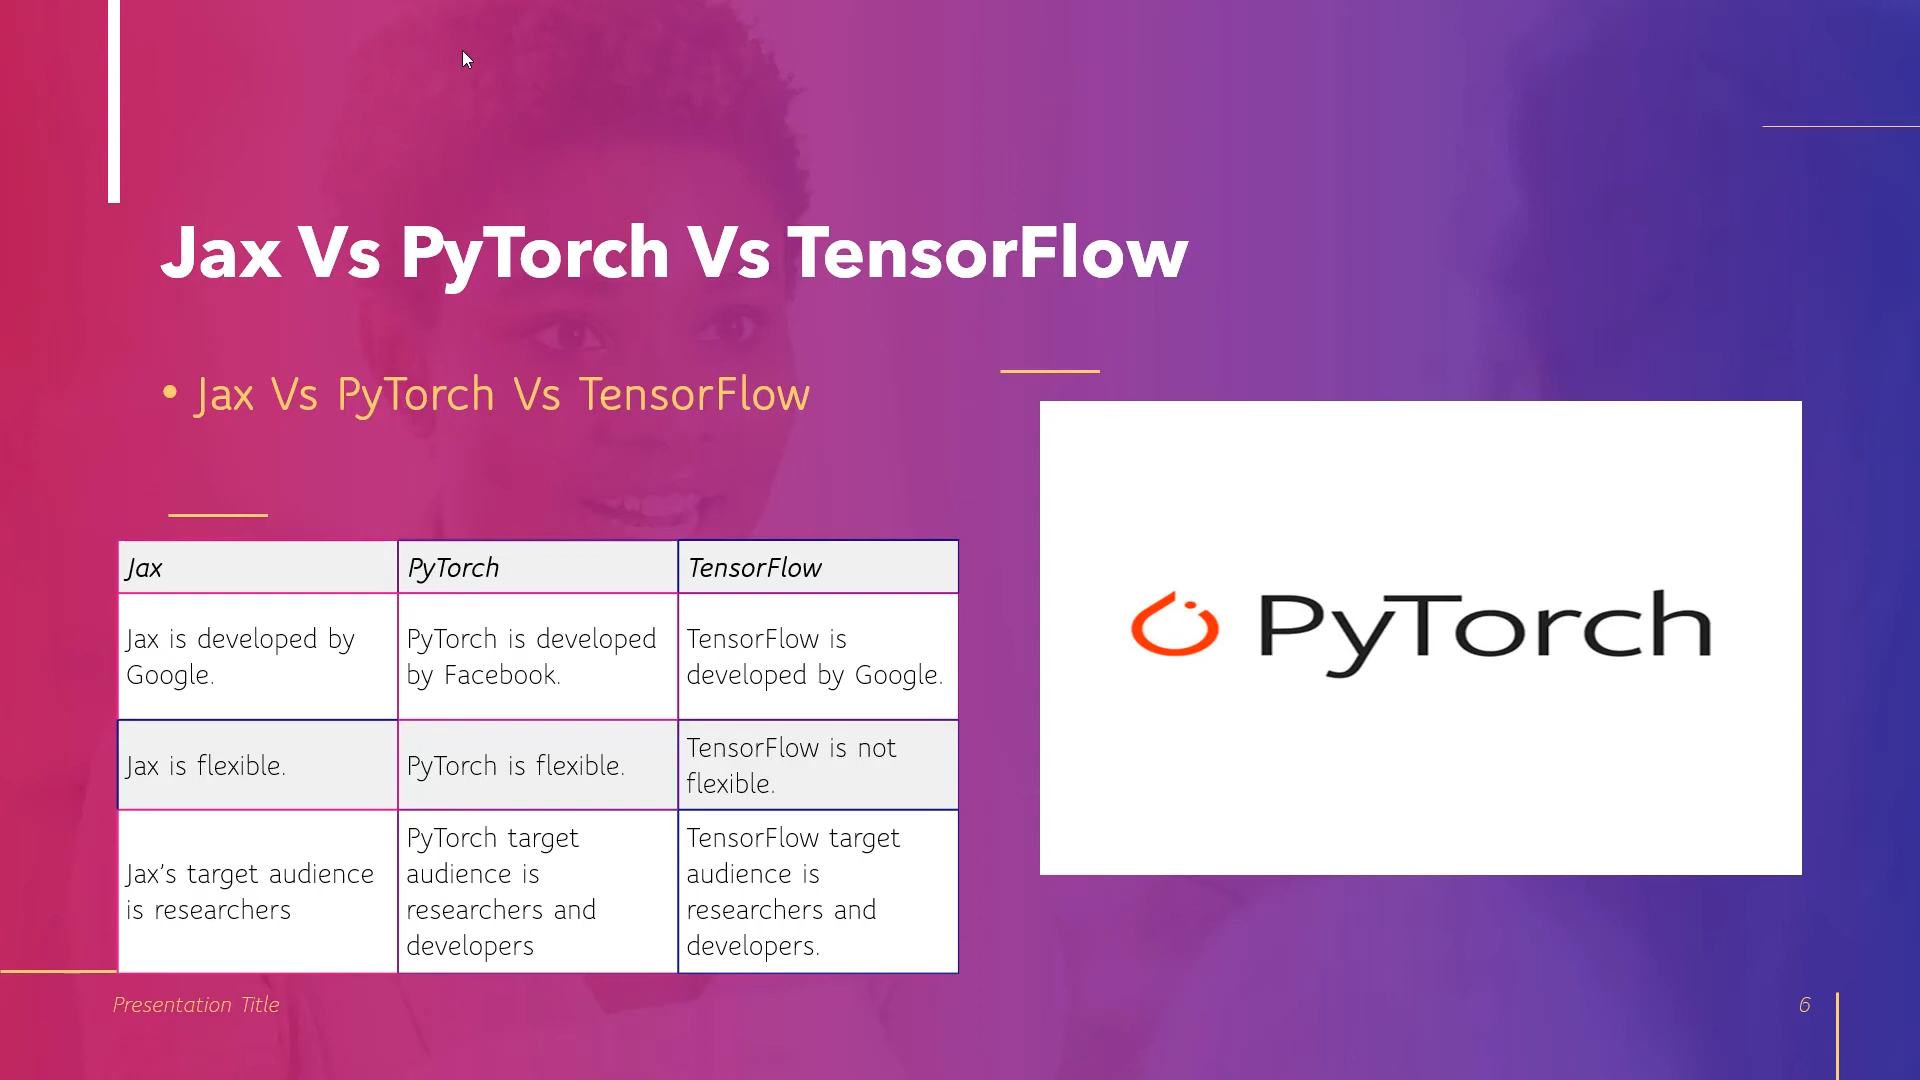 Jax Vs PyTorch Vs TensorFlow
• Jax Vs PyTorch Vs TensorFlow
Jax
PyTorch
TensorFlow
Jax is developed by
Google.
PyTorch is developed
by Facebook.
TensorFlow is
developed by Google.
Jax is flexible.
PyTorch is flexible.
TensorFlow is not
flexible.
Jax’s target audience
is researchers
PyTorch target
audience is
researchers and
developers
TensorFlow target
audience is
researchers and
developers.
PyTorch
Presentation Title
6